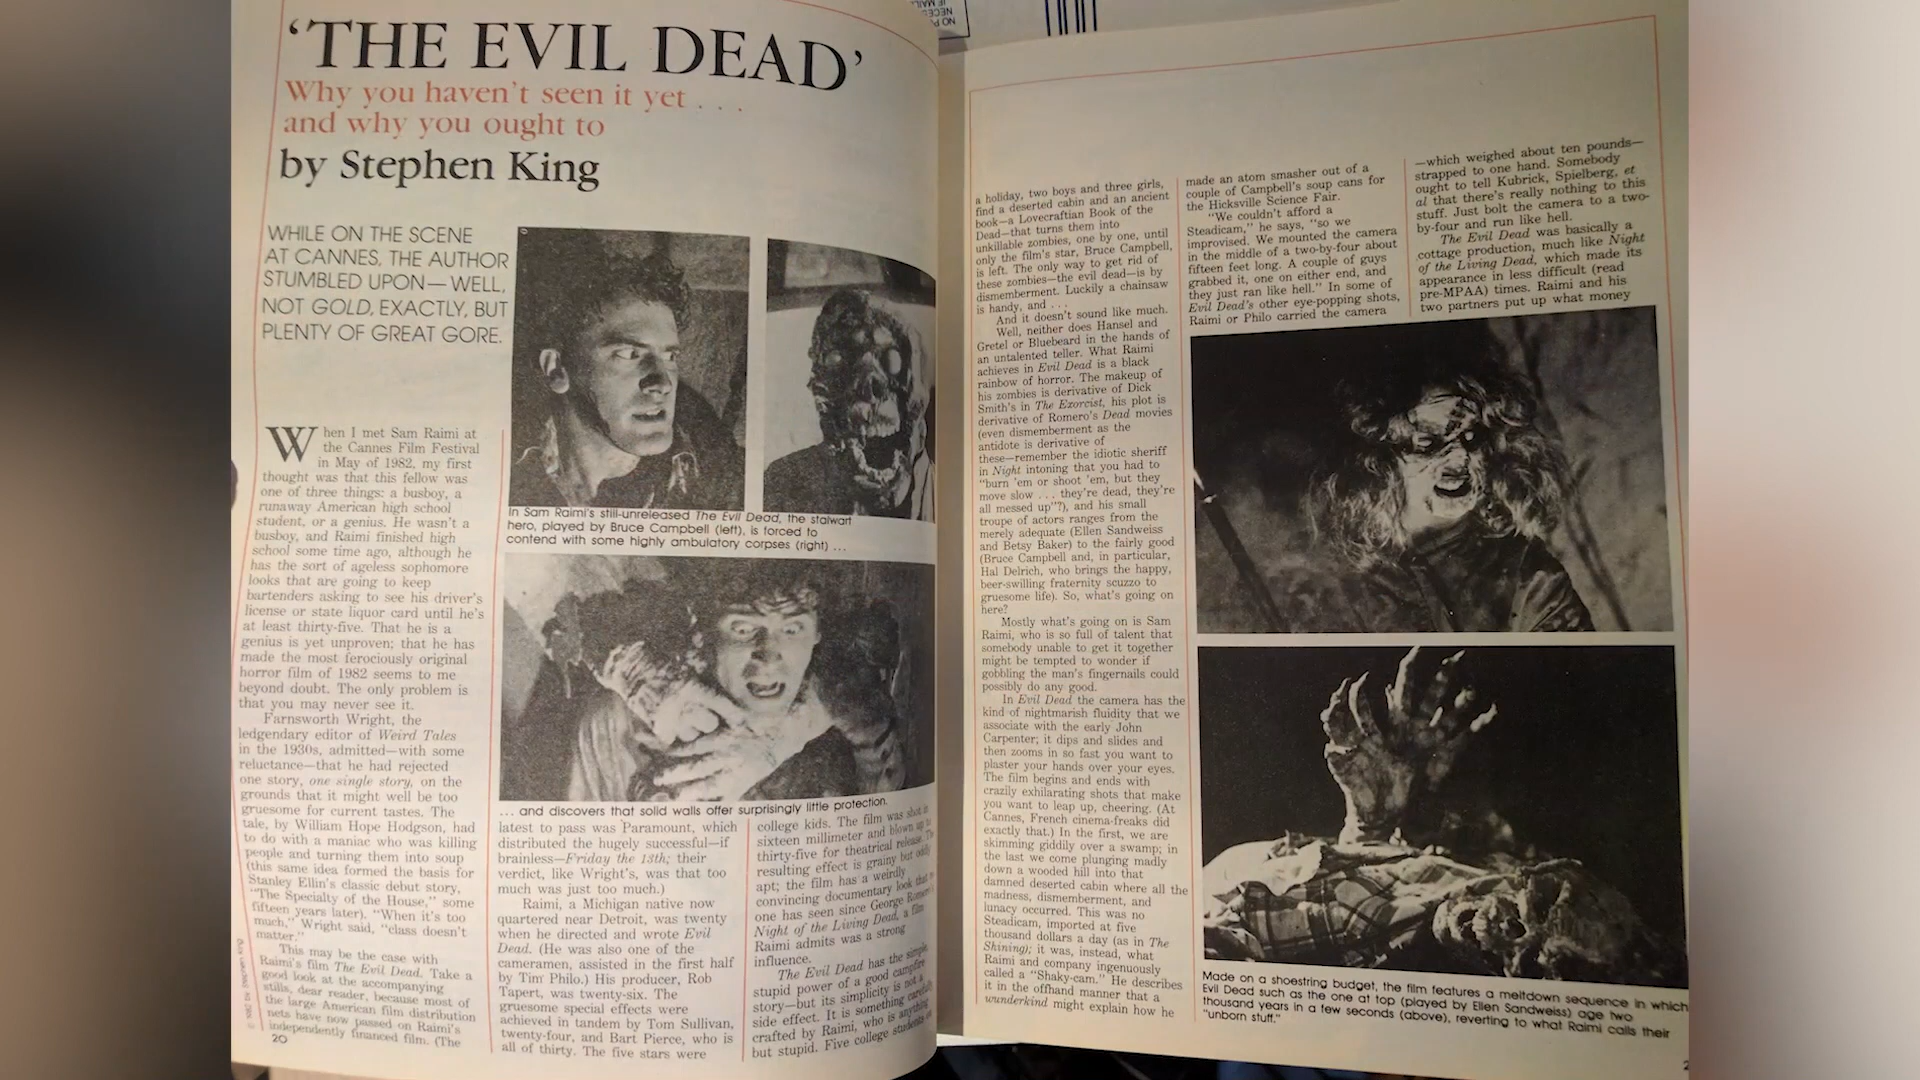 'THE EVIL DEAD'
Why you haven't seen it yet . . .
and why you ought to
by Stephen King
WHILE ON THE SCENE
AT CANNES, THE AUTHOR
STUMBLED UPON—WELL,
NOT GOLD, EXACTLY, BUT
PLENTY OF GREAT GORE.
When I met Sam Raimi at
the Cannes Film Festival
in May of 1982, my first
thought was that this fellow was
one of three things: a busboy, a
runaway American high school
student, or a genius. He wasn't a
busboy, and Raimi finished high
school some time ago, although he
has the sort of ageless sophomore
looks that are going to keep
bartenders asking to see his driver's
license or state liquor card until he's
at least thirty-five. That he is a
genius is yet unproven; that he has
made the most ferociously original
horror film of 1982 seems to me
beyond doubt. The only problem is
that you may never see it.
Farnsworth Wright, the
ledgendary editor of Weird Tales
in the 1930s, admitted—with some
reluctance—that he had rejected
one story, one single story, on the
grounds that it might well be too
gruesome for current tastes. The
tale, by William Hope Hodgson, had
to do with a maniac who was killing
people and turning them into soup
(this same idea formed the basis for
Stanley Ellin's classic debut story,
"The Specialty of the House," some
fifteen years later). "When it's too
much," Wright said, "class doesn't
matter."
This may be the case with
Raimi's film The Evil Dead. Take a
good look at the accompanying
stills, dear reader, because most of
the large American film distribution
nets have now passed on Raimi's
independently financed film. (The
20
In Sam Raimi's still-unreleased The Evil Dead, the stalwart
hero, played by Bruce Campbell (left), is forced to
contend with some highly ambulatory corpses (right) ...
... and discovers that solid walls offer surprisingly little protection.
latest to pass was Paramount, which
distributed the hugely successful—if
brainless—Friday the 13th; their
verdict, like Wright's, was that too
much was just too much.)
Raimi, a Michigan native now
quartered near Detroit, was twenty
when he directed and wrote Evil
Dead. (He was also one of the
cameramen, assisted in the first half
by Tim Philo.) His producer, Rob
Tapert, was twenty-six. The
gruesome special effects were
achieved in tandem by Tom Sullivan,
twenty-four, and Bart Pierce, who is
all of thirty. The five stars were
college kids. The film was shot in
sixteen millimeter and blown up to
thirty-five for theatrical release. The
resulting effect is grainy but oddly
apt; the film has a weirdly
convincing documentary look that
one has seen since George Romero's
Night of the Living Dead, a film
Raimi admits was a strong
influence.
The Evil Dead has the simple,
stupid power of a good campfire
story—but its simplicity is not a
side effect. It is something carefully
crafted by Raimi, who is anything
but stupid. Five college students on
a holiday, two boys and three girls,
find a deserted cabin and an ancient
book—a Lovecraftian Book of the
Dead—that turns them into
unkillable zombies, one by one, until
only the film's star, Bruce Campbell,
is left. The only way to get rid of
these zombies—the evil dead—is by
dismemberment. Luckily a chainsaw
is handy, and . . .
And it doesn't sound like much.
Well, neither does Hansel and
Gretel or Bluebeard in the hands of
an untalented teller. What Raimi
achieves in Evil Dead is a black
rainbow of horror. The makeup of
his zombies is derivative of Dick
Smith's in The Exorcist, his plot is
derivative of Romero's Dead movies
(even dismemberment as the
antidote is derivative of
these—remember the idiotic sheriff
in Night intoning that you had to
"burn 'em or shoot 'em, but they
move slow . . . they're dead, they're
all messed up"?), and his small
troupe of actors ranges from the
merely adequate (Ellen Sandweiss
and Betsy Baker) to the fairly good
(Bruce Campbell and, in particular,
Hal Delrich, who brings the happy,
beer-swilling fraternity scuzzo to
gruesome life). So, what's going on
here?
Mostly what's going on is Sam
Raimi, who is so full of talent that
somebody unable to get it together
might be tempted to wonder if
gobbling the man's fingernails could
possibly do any good.
In Evil Dead the camera has the
kind of nightmarish fluidity that we
associate with the early John
Carpenter; it dips and slides and
then zooms in so fast you want to
plaster your hands over your eyes.
The film begins and ends with
crazily exhilarating shots that make
you want to leap up, cheering. (At
Cannes, French cinema-freaks did
exactly that.) In the first, we are
skimming giddily over a swamp; in
the last we come plunging madly
down a wooded hill into that
damned deserted cabin where all the
madness, dismemberment, and
lunacy occurred. This was no
Steadicam, imported at five
thousand dollars a day (as in The
Shining); it was, instead, what
Raimi and company ingenuously
called a "Shaky-cam." He describes
it in the offhand manner that a
wunderkind might explain how he
made an atom smasher out of a
couple of Campbell's soup cans for
the Hicksville Science Fair.
"We couldn't afford a
Steadicam," he says, "so we
improvised. We mounted the camera
in the middle of a two-by-four about
fifteen feet long. A couple of guys
grabbed it, one on either end, and
they just ran like hell." In some of
Evil Dead's other eye-popping shots,
Raimi or Philo carried the camera
—which weighed about ten pounds—
strapped to one hand. Somebody
ought to tell Kubrick, Spielberg, et
al that there's really nothing to this
stuff. Just bolt the camera to a two-
by-four and run like hell.
The Evil Dead was basically a
cottage production, much like Night
of the Living Dead, which made its
appearance in less difficult (read
pre-MPAA) times. Raimi and his
two partners put up what money
Made on a shoestring budget, the film features a meltdown sequence in which
Evil Dead such as the one at top (played by Ellen Sandweiss) age two
thousand years in a few seconds (above), reverting to what Raimi calls their
"unborn stuff."